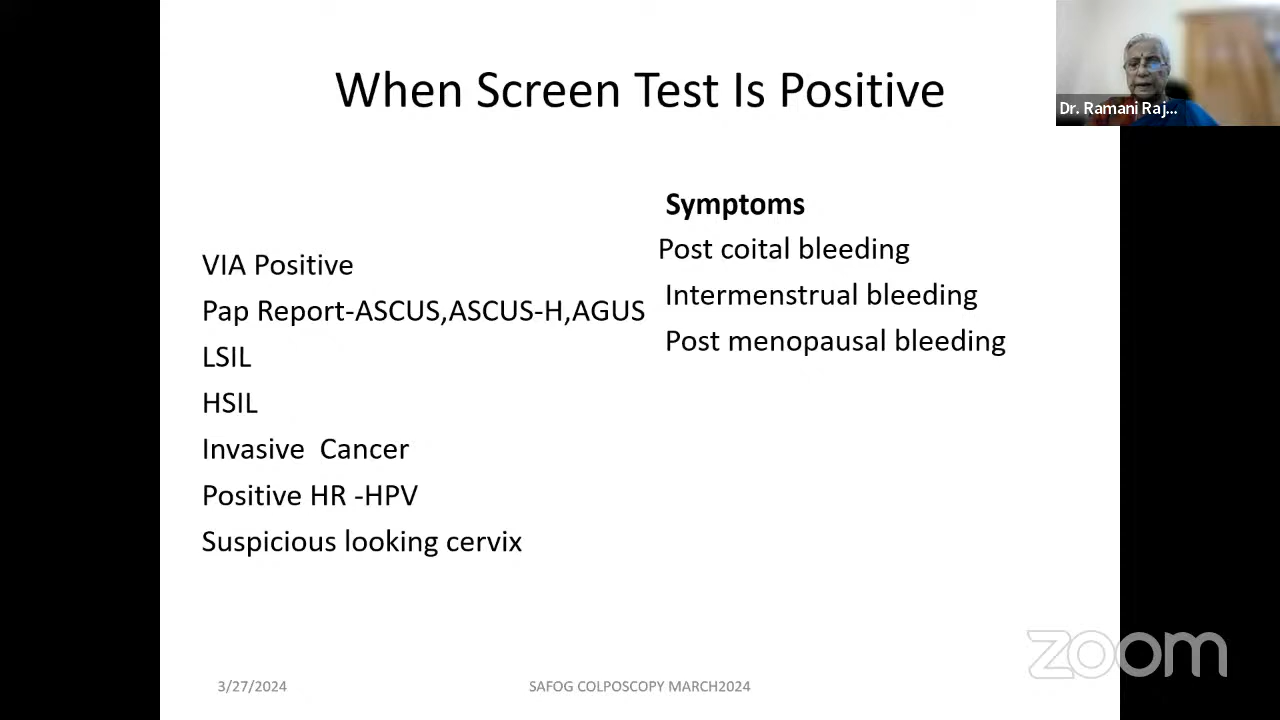 When Screen Test Is Positive
Dr. Ramani Raj...
VIA Positive
Pap Report-ASCUS,ASCUS-H,AGUS
LSIL
HSIL
Invasive Cancer
Positive HR -HPV
Suspicious looking cervix
Symptoms
Post coital bleeding
Intermenstrual bleeding
Post menopausal bleeding
zoom
3/27/2024
SAFOG COLPOSCOPY MARCH2024